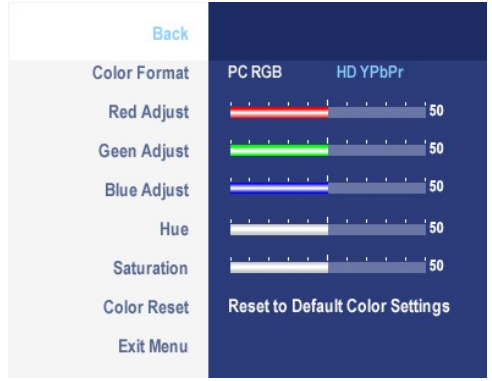 Back
Color Format PC RGB HD YPbPr
Red Adjust 50
Geen Adjust 50
Blue Adjust 50
Hue 50
Saturation 50
Color Reset Reset to Default Color Settings
Exit Menu